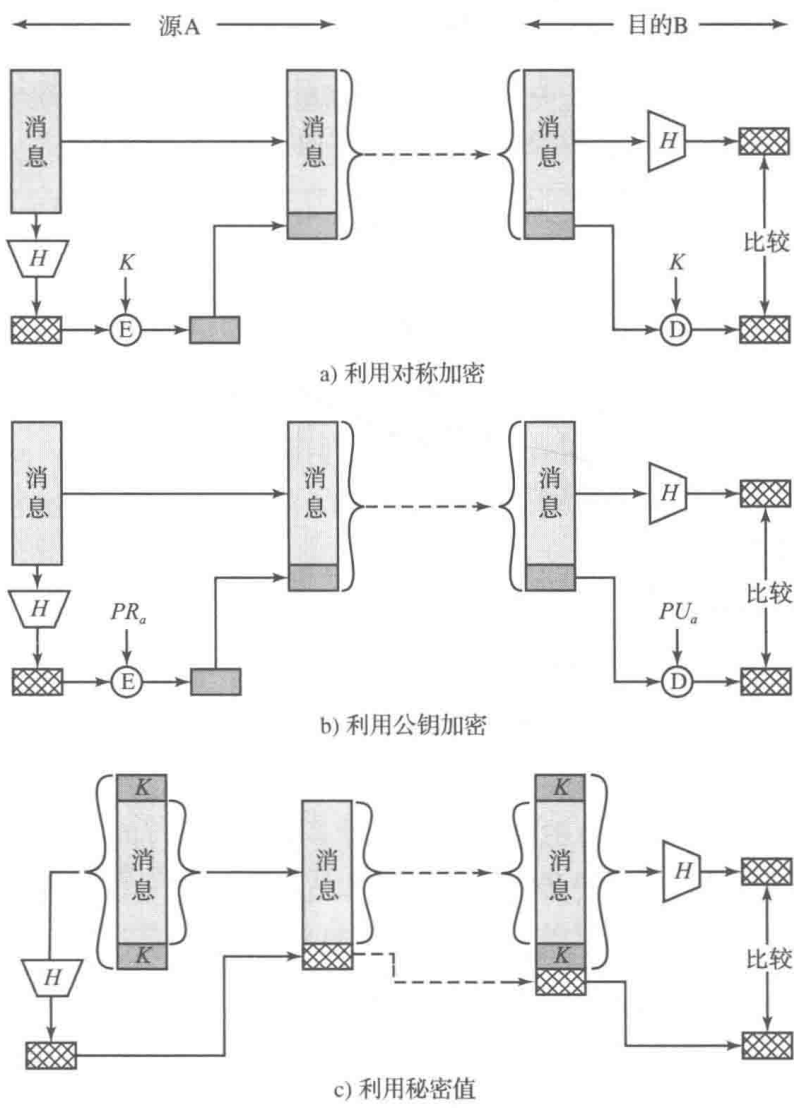 源A 目的B
消息 消息 消息 H
H K K 比较
E D
a) 利用对称加密
消息 消息 消息 H
H PRa PUa 比较
E D
b) 利用公钥加密
K K
消息 消息 消息 H
K K
H 比较
c) 利用秘密值